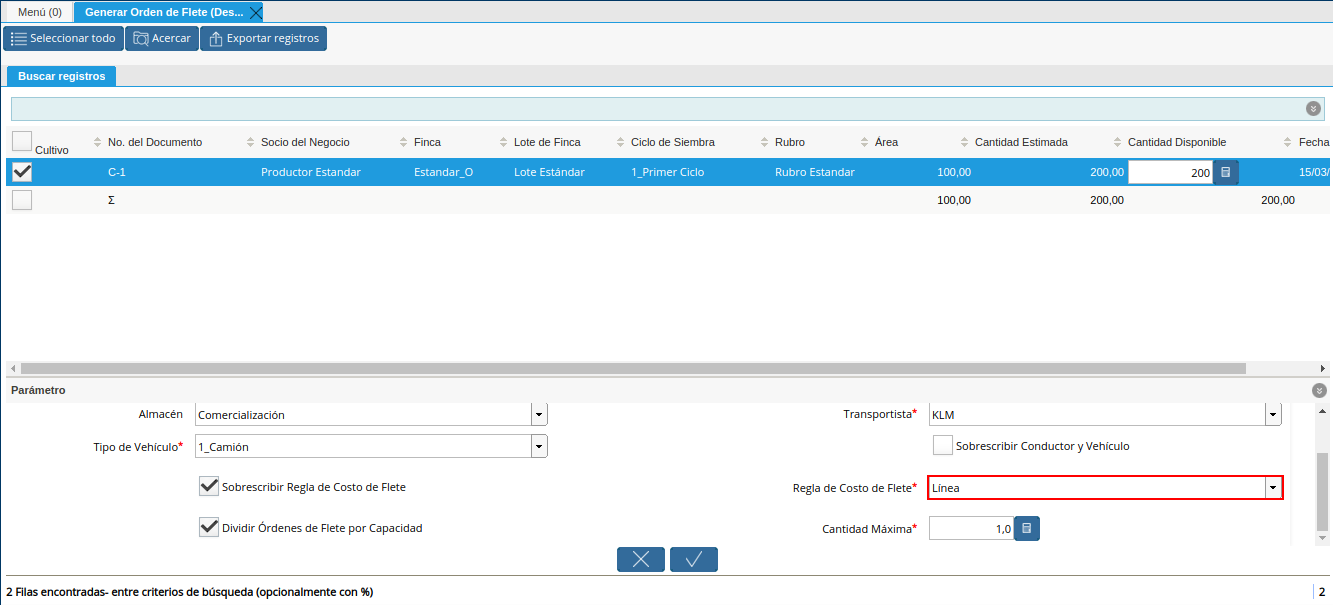 Menú (0) Generar Orden de Flete (Des...
Seleccionar todo Acercar Exportar registros
Buscar registros
Cultivo No. del Documento Socio del Negocio Finca Lote de Finca Ciclo de Siembra Rubro Área Cantidad Estimada Cantidad Disponible Fecha
C-1 Productor Estandar Estandar_O Lote Estándar 1_Primer Ciclo Rubro Estandar 100,00 200,00 200 15/03/
Σ 100,00 200,00 200,00
Parámetro
Almacén Comercialización Transportista* KLM
Tipo de Vehículo* 1_Camión Sobrescribir Conductor y Vehículo
Sobrescribir Regla de Costo de Flete Regla de Costo de Flete* Línea
Dividir Órdenes de Flete por Capacidad Cantidad Máxima* 1,0
2 Filas encontradas- entre criterios de búsqueda (opcionalmente con %) 2